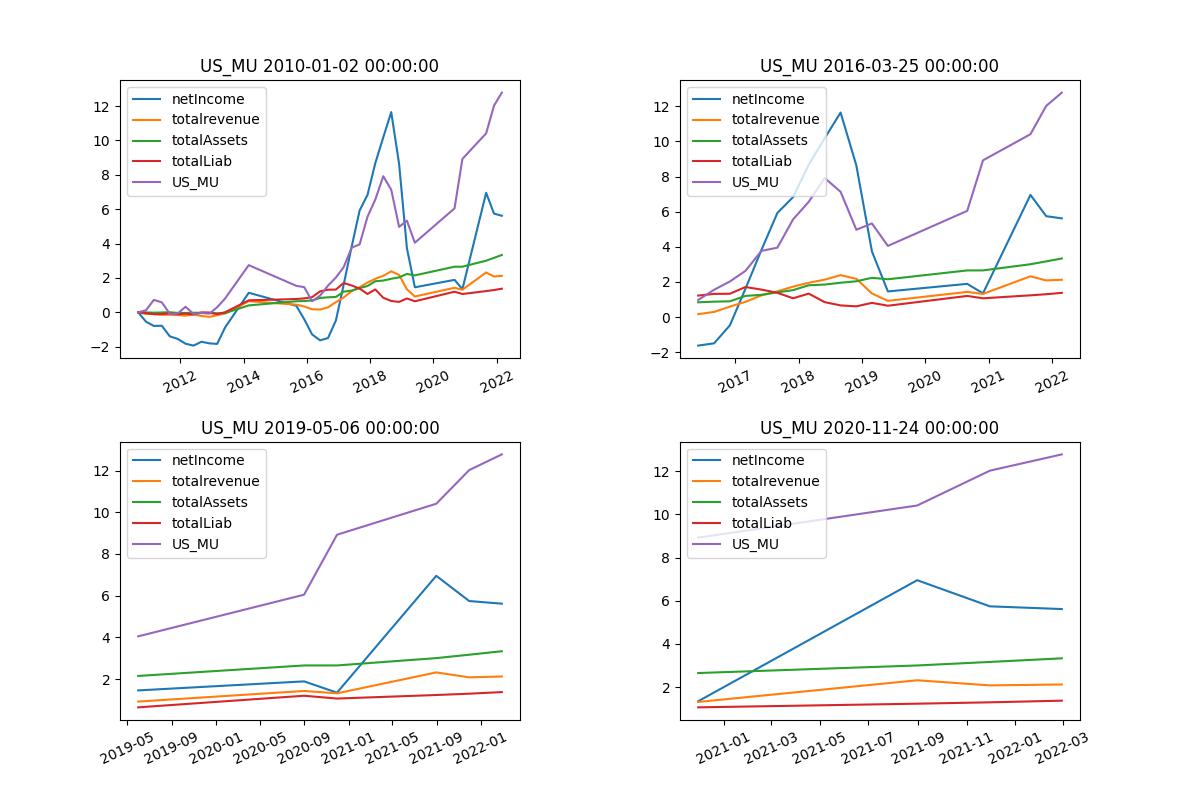 US_MU 2010-01-02 00:00:00
netIncome
totalrevenue
totalAssets
totalLiab
US_MU
12
10
8
6
4
2
0
−2
2012
2014
2016
2018
2020
2022
US_MU 2016-03-25 00:00:00
netIncome
totalrevenue
totalAssets
totalLiab
US_MU
12
10
8
6
4
2
0
−2
2017
2018
2019
2020
2021
2022
US_MU 2019-05-06 00:00:00
netIncome
totalrevenue
totalAssets
totalLiab
US_MU
12
10
8
6
4
2
2019-05
2019-09
2020-01
2020-05
2020-09
2021-01
2021-05
2021-09
2022-01
US_MU 2020-11-24 00:00:00
netIncome
totalrevenue
totalAssets
totalLiab
US_MU
12
10
8
6
4
2
2021-01
2021-03
2021-05
2021-07
2021-09
2021-11
2022-01
2022-03